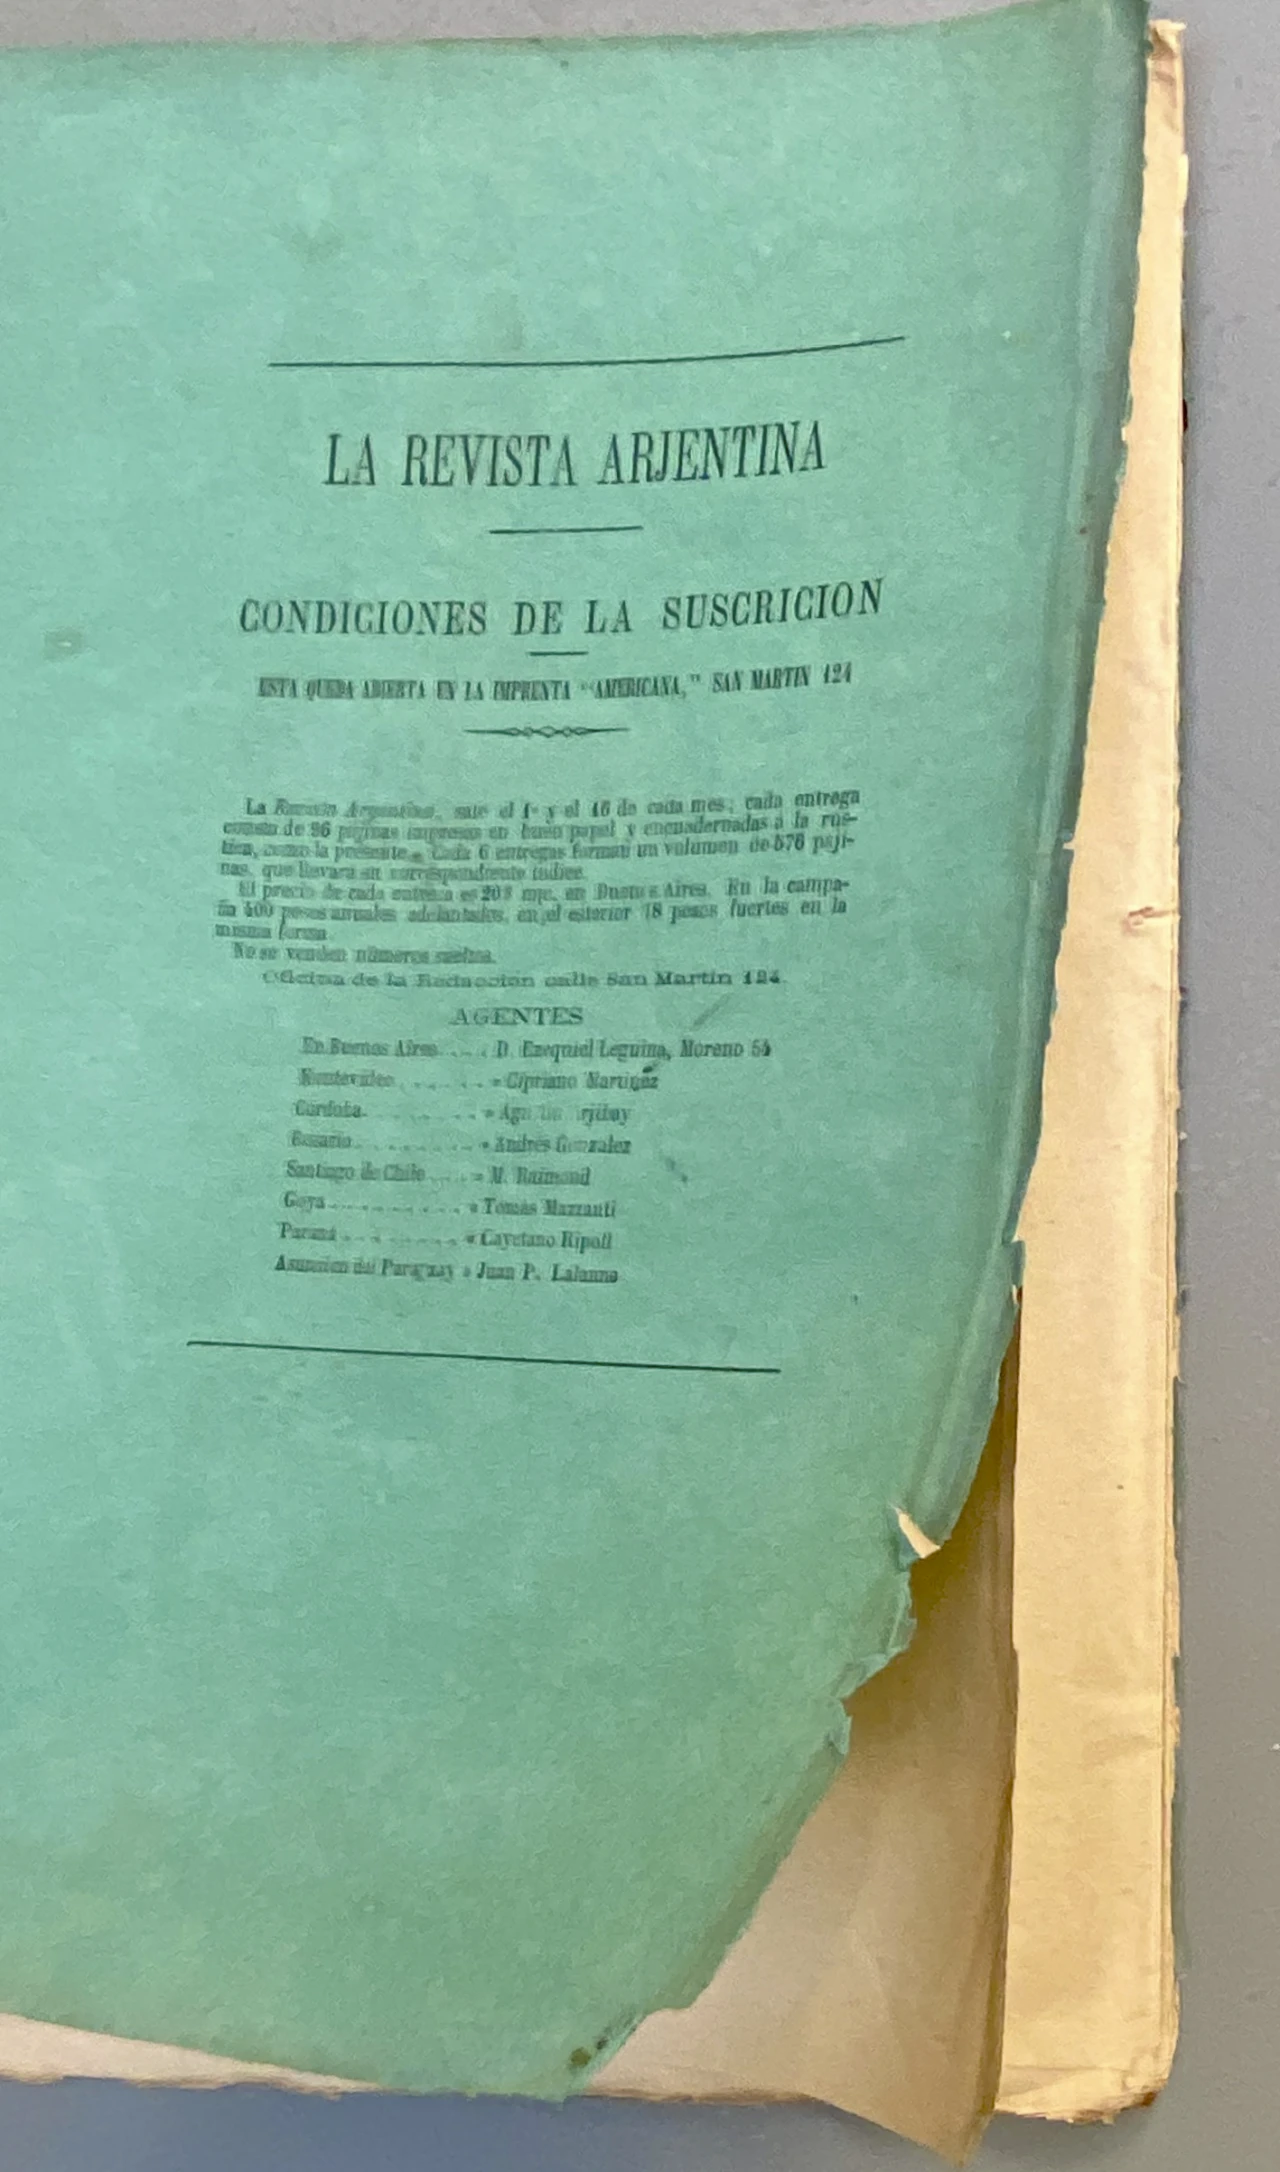 LA REVISTA ARJENTINA
CONDICIONES DE LA SUSCRICION
ESTA QUEDA ABIERTA EN LA IMPRENTA "AMERICANA," SAN MARTIN 124
La Revista Argentina, sale el 1º y el 16 de cada mes; cada entrega
consta de 96 pajinas impresas en buen papel y encuadernadas á la rús-
tica, como la presente. Cada 6 entregas forman un volumen de 576 paji-
nas, que llevará su correspondiente índice.
El precio de cada entrega es 20 $ mpc. en Buenos Aires. En la campa-
ña 400 pesos anuales adelantados, en el esterior 18 pesos fuertes en la
misma forma.
No se venden números sueltos.
Oficina de la Redaccion calle San Martin 124.
AGENTES
En Buenos Aires..... D. Ezequiel Leguina, Moreno 54
Montevideo....... » Cipriano Martinez
Córdoba.......... »
Rosario.......... » Andrés Gonzalez
Santiago de Chile..... » M. Raimond
Goya............ » Tomás Mazzanti
Paraná.......... » Cayetano Ripoll
Asuncion del Paraguay » Juan P. Lalanne